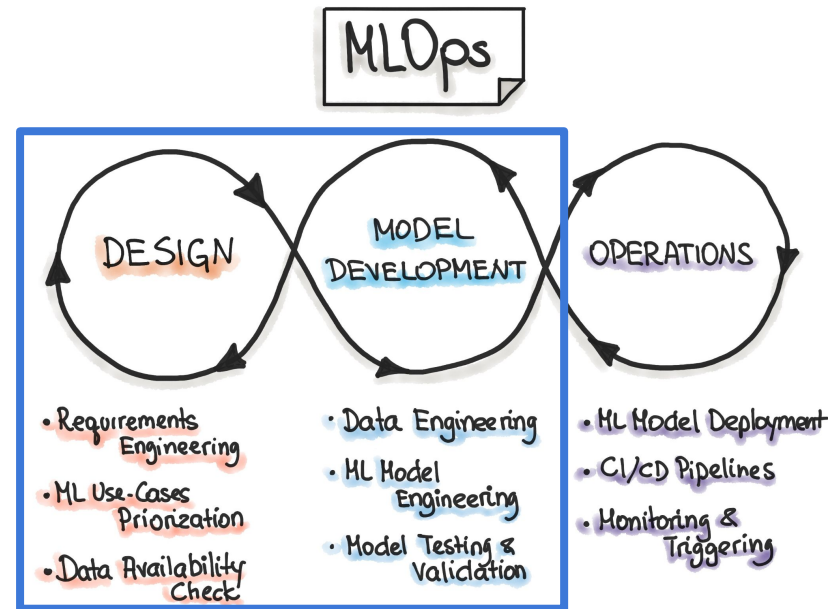 MLOps
DESIGN
MODEL
DEVELOPMENT
OPERATIONS
• Requirements
Engineering
• ML Use-Cases
Priorization
• Data Availability
Check
• Data Engineering
• ML Model
Engineering
• Model Testing &
Validation
• ML Model Deployment
• CI/CD Pipelines
• Monitoring &
Triggering